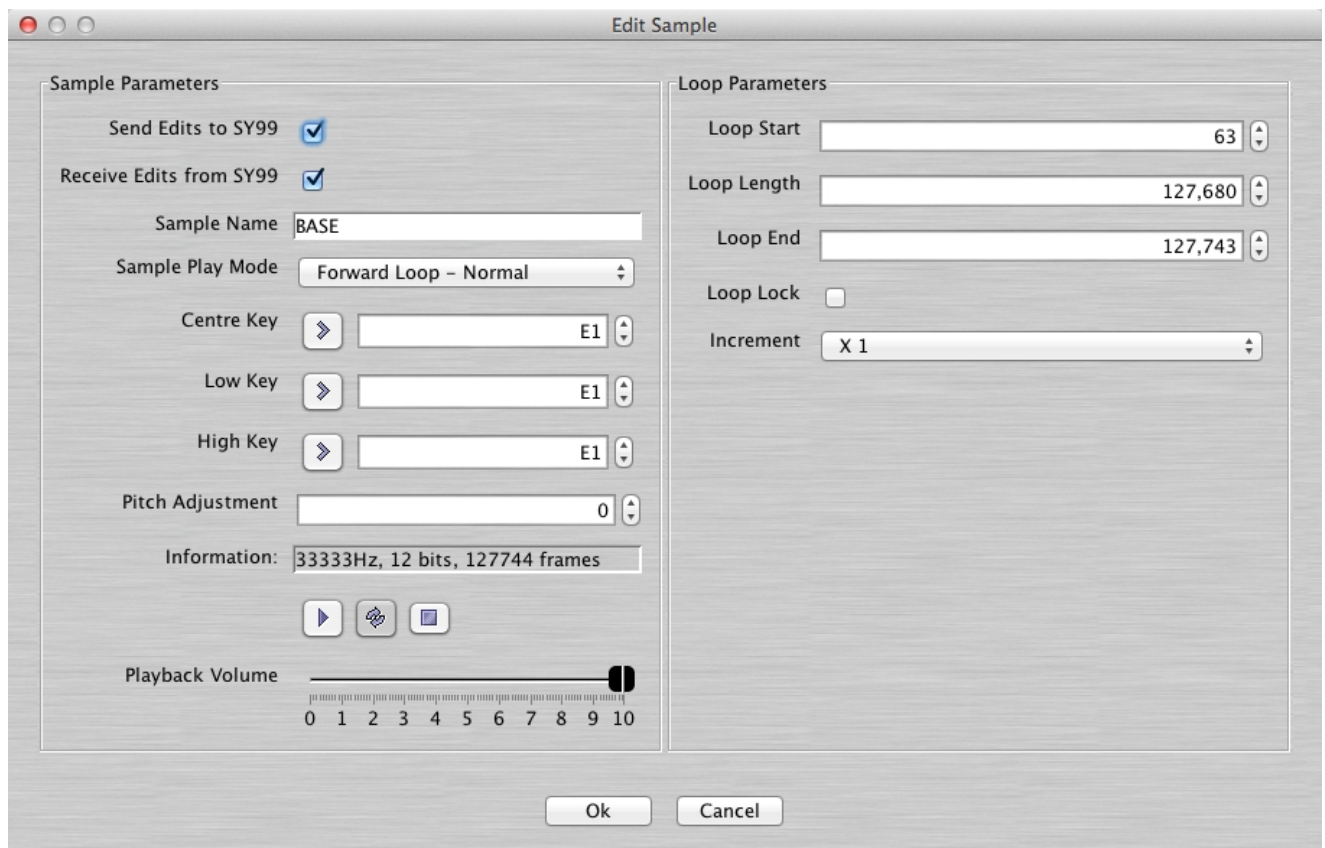 Edit Sample
Sample Parameters
Send Edits to SY99
Receive Edits from SY99
Sample Name BASE
Sample Play Mode Forward Loop – Normal
Centre Key E1
Low Key E1
High Key E1
Pitch Adjustment 0
Information: 33333Hz, 12 bits, 127744 frames
Playback Volume
0 1 2 3 4 5 6 7 8 9 10
Loop Parameters
Loop Start 63
Loop Length 127,680
Loop End 127,743
Loop Lock
Increment X 1
Ok Cancel